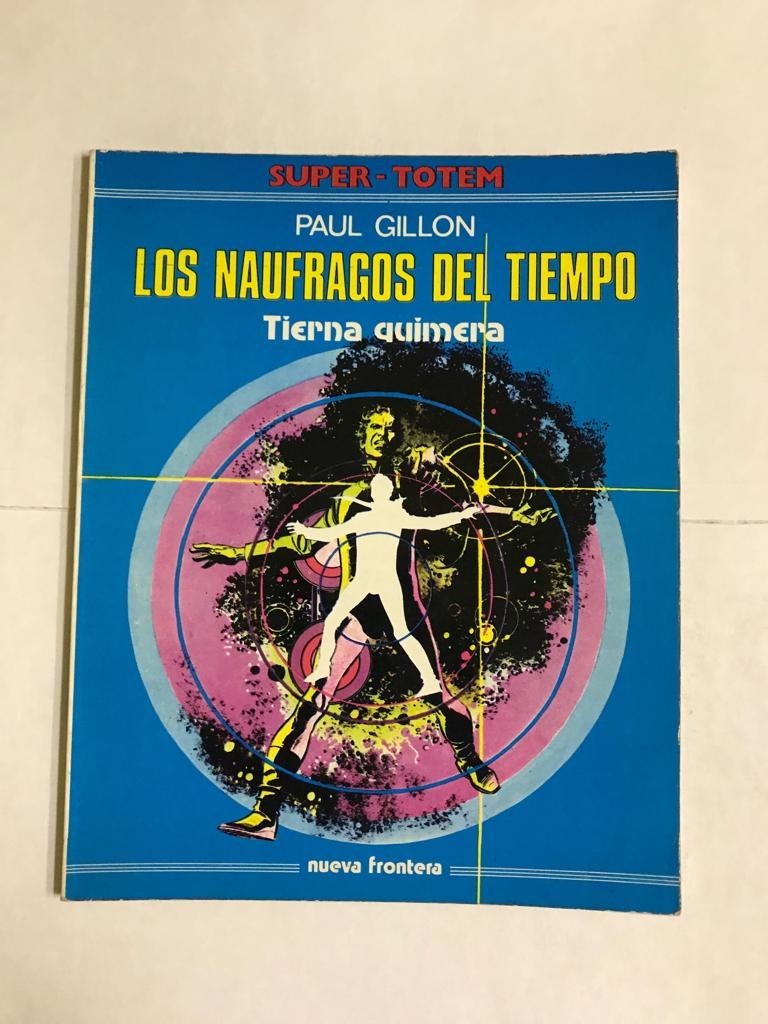 SUPER-TOTEM
PAUL GILLON
LOS NAUFRAGOS DEL TIEMPO
Tierna quimera
nueva frontera